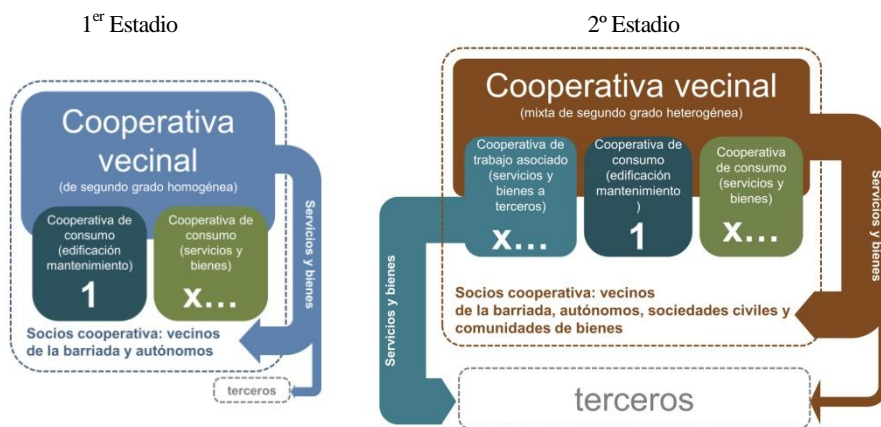 1er Estadio
Cooperativa
vecinal
(de segundo grado homogénea)
Cooperativa de
consumo
(edificación
mantenimiento)
1
Cooperativa de
consumo
(servicios y
bienes)
x...
Servicios y bienes
Socios cooperativa: vecinos
de la barriada y autónomos
terceros
2º Estadio
Cooperativa vecinal
(mixta de segundo grado heterogénea)
Cooperativa de
trabajo asociado
(servicios y
bienes a
terceros)
x...
Cooperativa de
consumo
(edificación
mantenimiento
)
1
Cooperativa
de consumo
(servicios y
bienes)
x...
Servicios y bienes
Servicios y bienes
Socios cooperativa: vecinos
de la barriada, autónomos, sociedades civiles y
comunidades de bienes
terceros